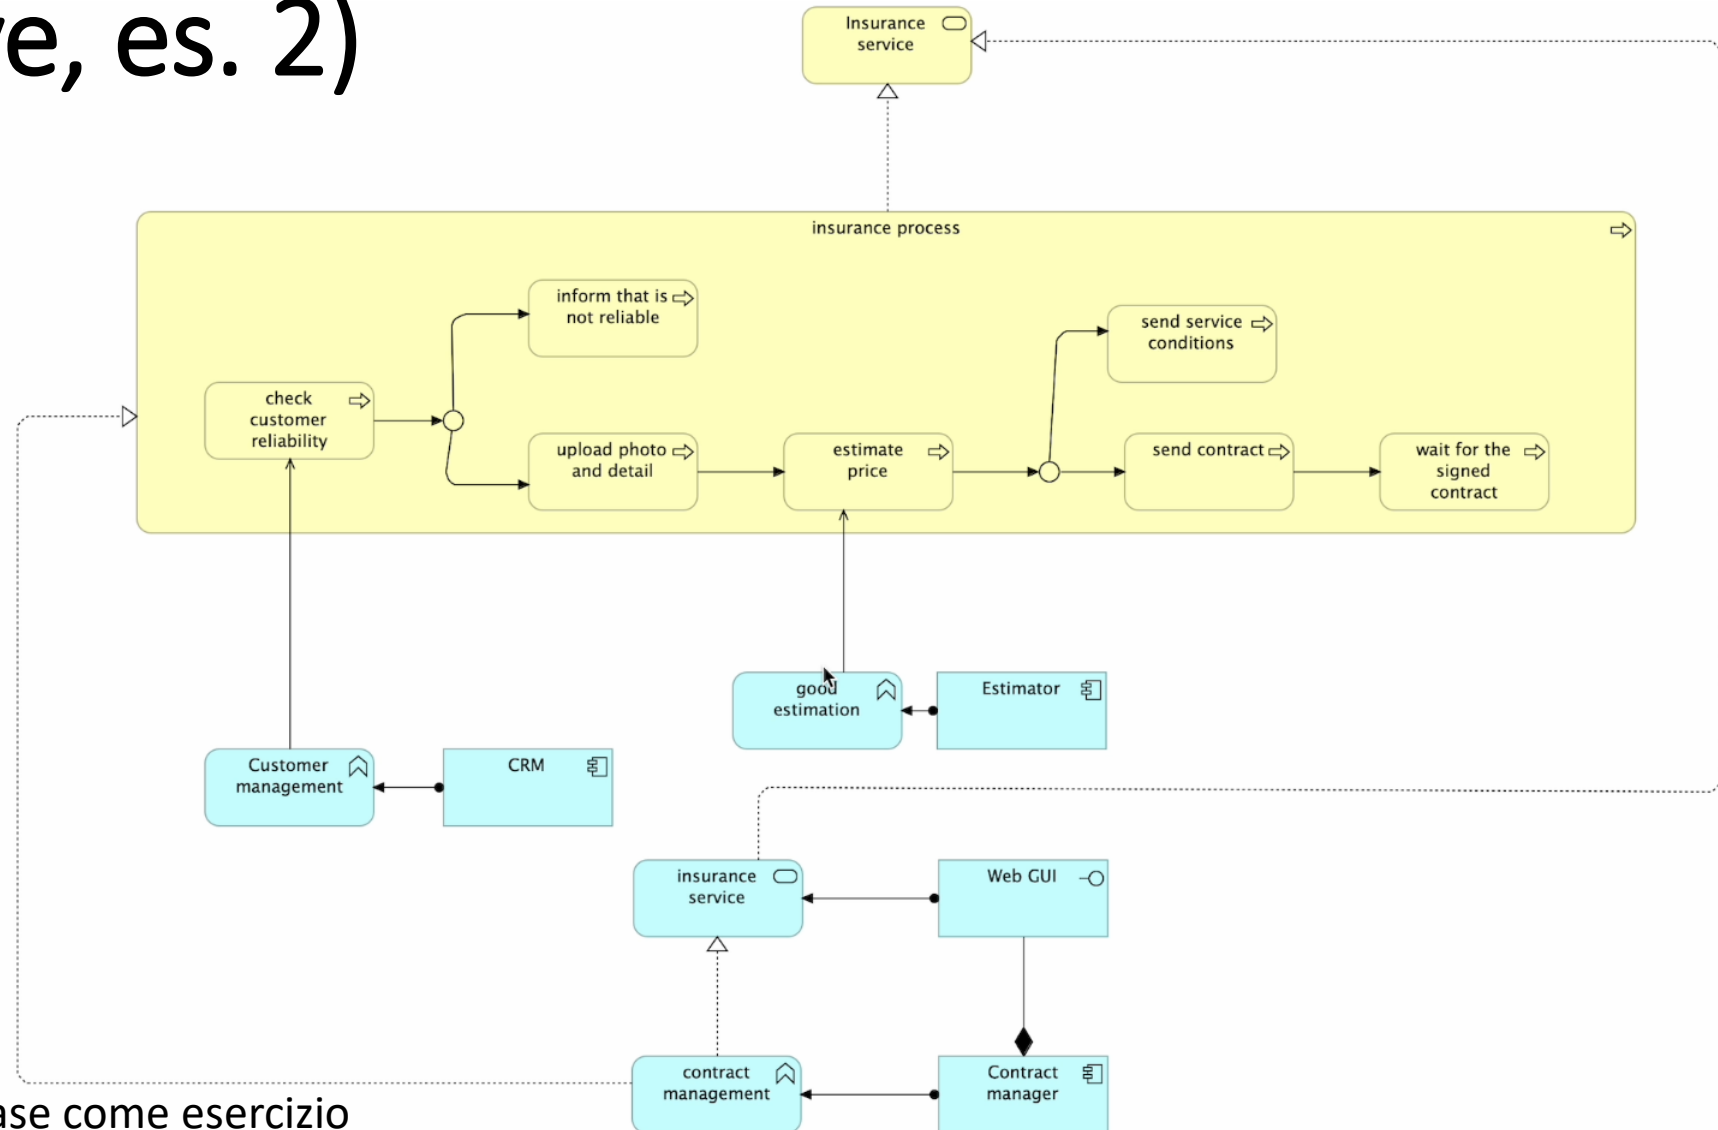 e, es. 2)
Insurance
service
insurance process
inform that is
not reliable
send service
conditions
check
customer
reliability
upload photo
and detail
estimate
price
send contract
wait for the
signed
contract
good
estimation
Estimator
Customer
management
CRM
insurance
service
Web GUI
contract
management
Contract
manager
ase come esercizio